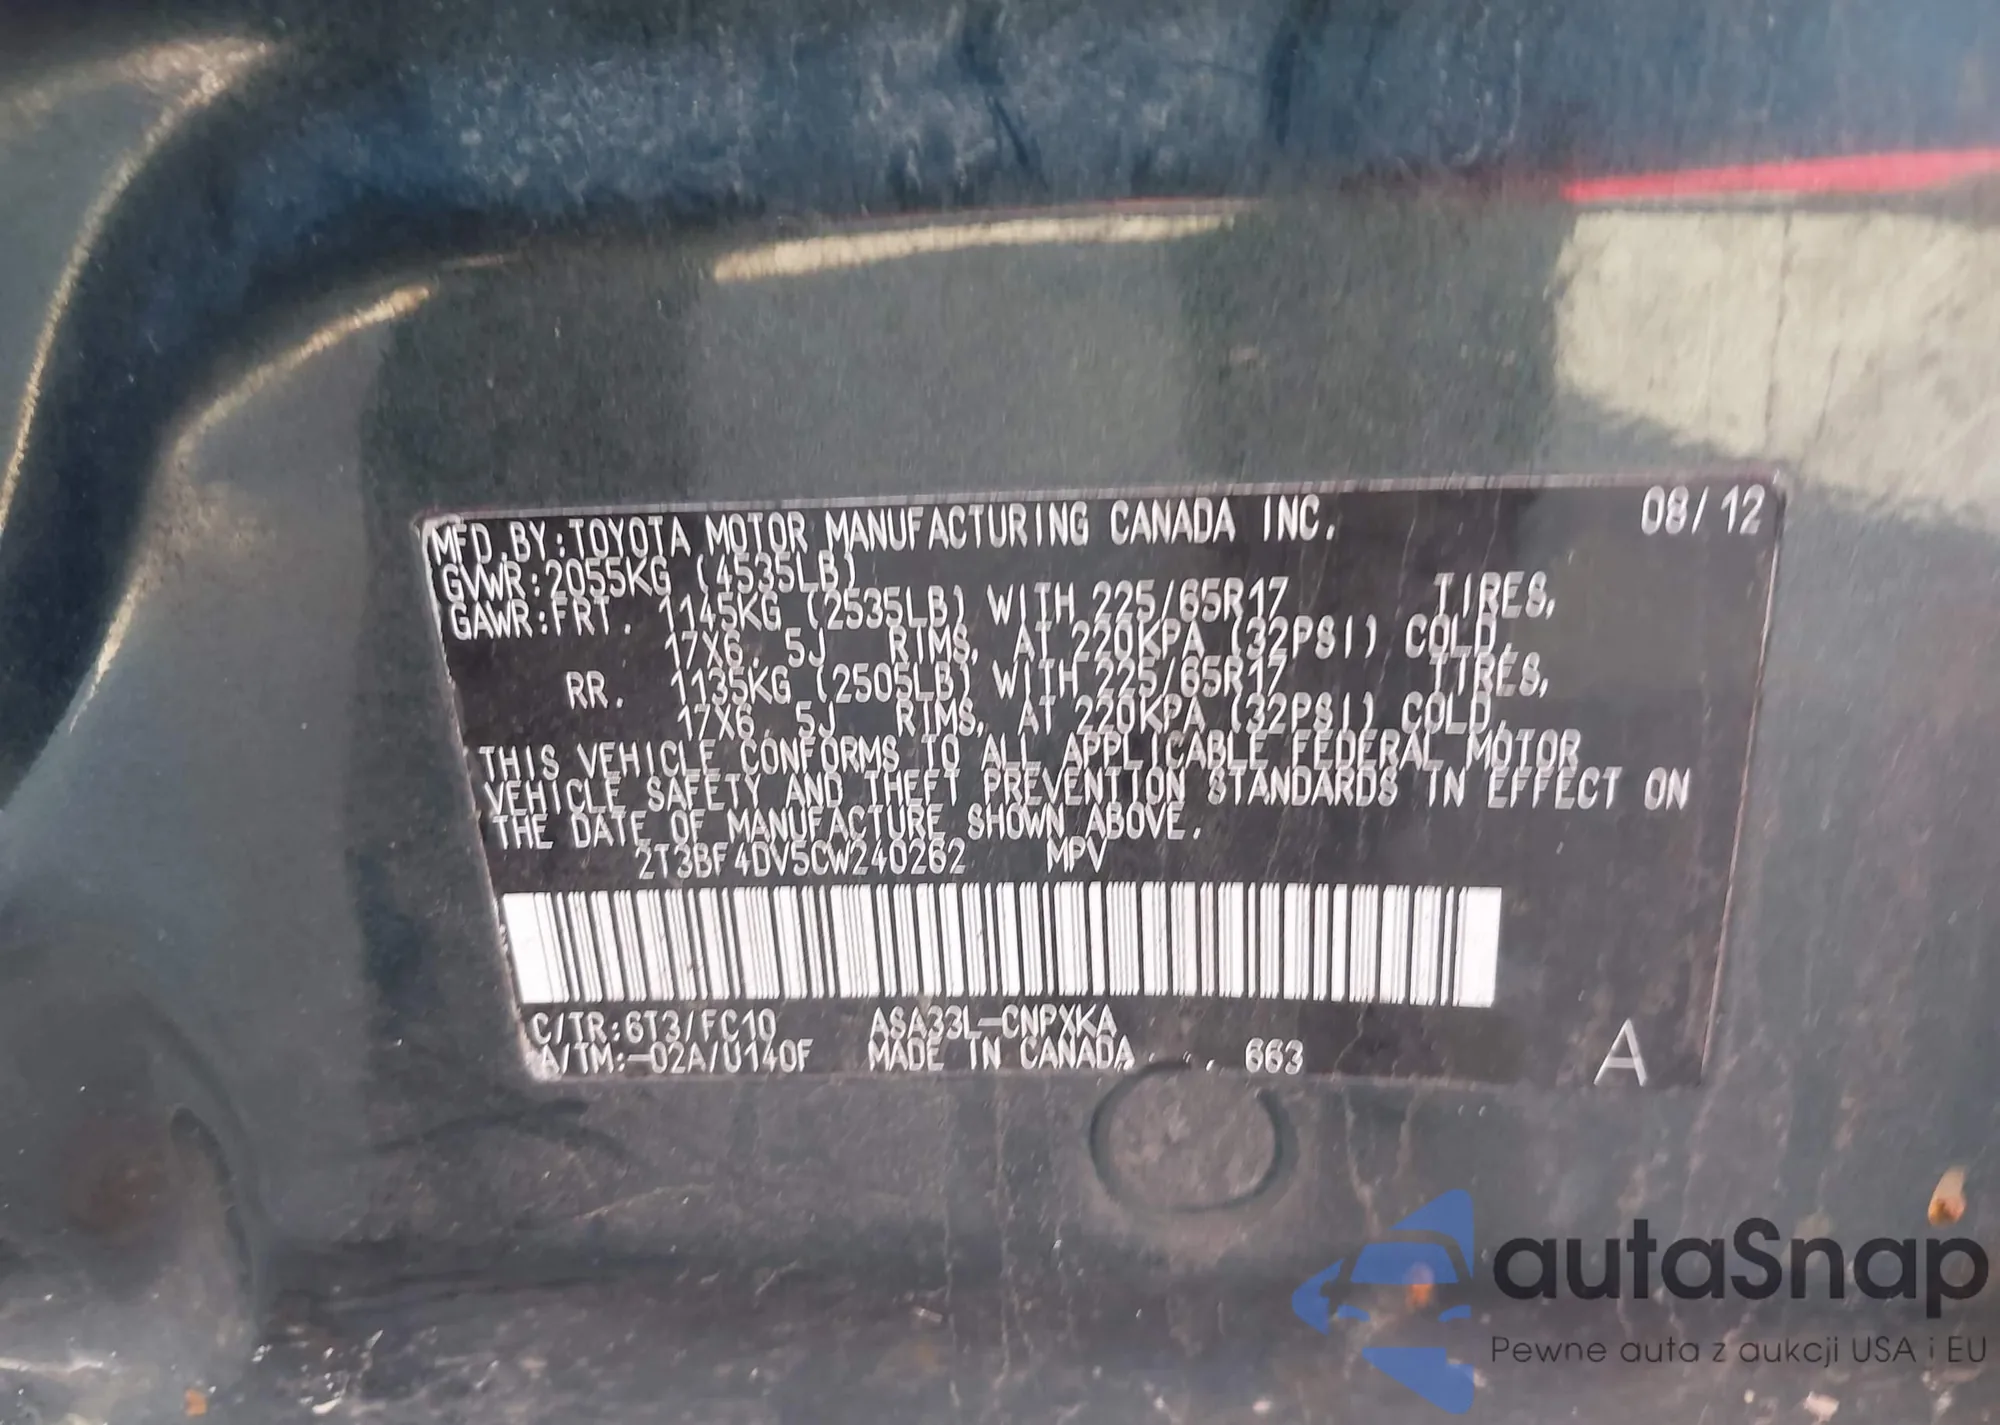 MFD.BY:TOYOTA MOTOR MANUFACTURING CANADA INC. 08/12
GVWR:2055KG (4535LB)
GAWR:FRT. 1145KG (2535LB) WITH 225/65R17 TIRES,
17X6.5J RIMS, AT 220KPA (32PSI) COLD,
RR. 1135KG (2505LB) WITH 225/65R17 TIRES,
17X6.5J RIMS, AT 220KPA (32PSI) COLD,
THIS VEHICLE CONFORMS TO ALL APPLICABLE FEDERAL MOTOR
VEHICLE SAFETY AND THEFT PREVENTION STANDARDS IN EFFECT ON
THE DATE OF MANUFACTURE SHOWN ABOVE.
2T3BF4DV5CW240262 MPV
C/TR:6T3/FC10 ASA33L-CNPXKA
A/TM:-02A/U140F MADE IN CANADA 663 A
autaSnap
Pewne auta z aukcji USA i EU